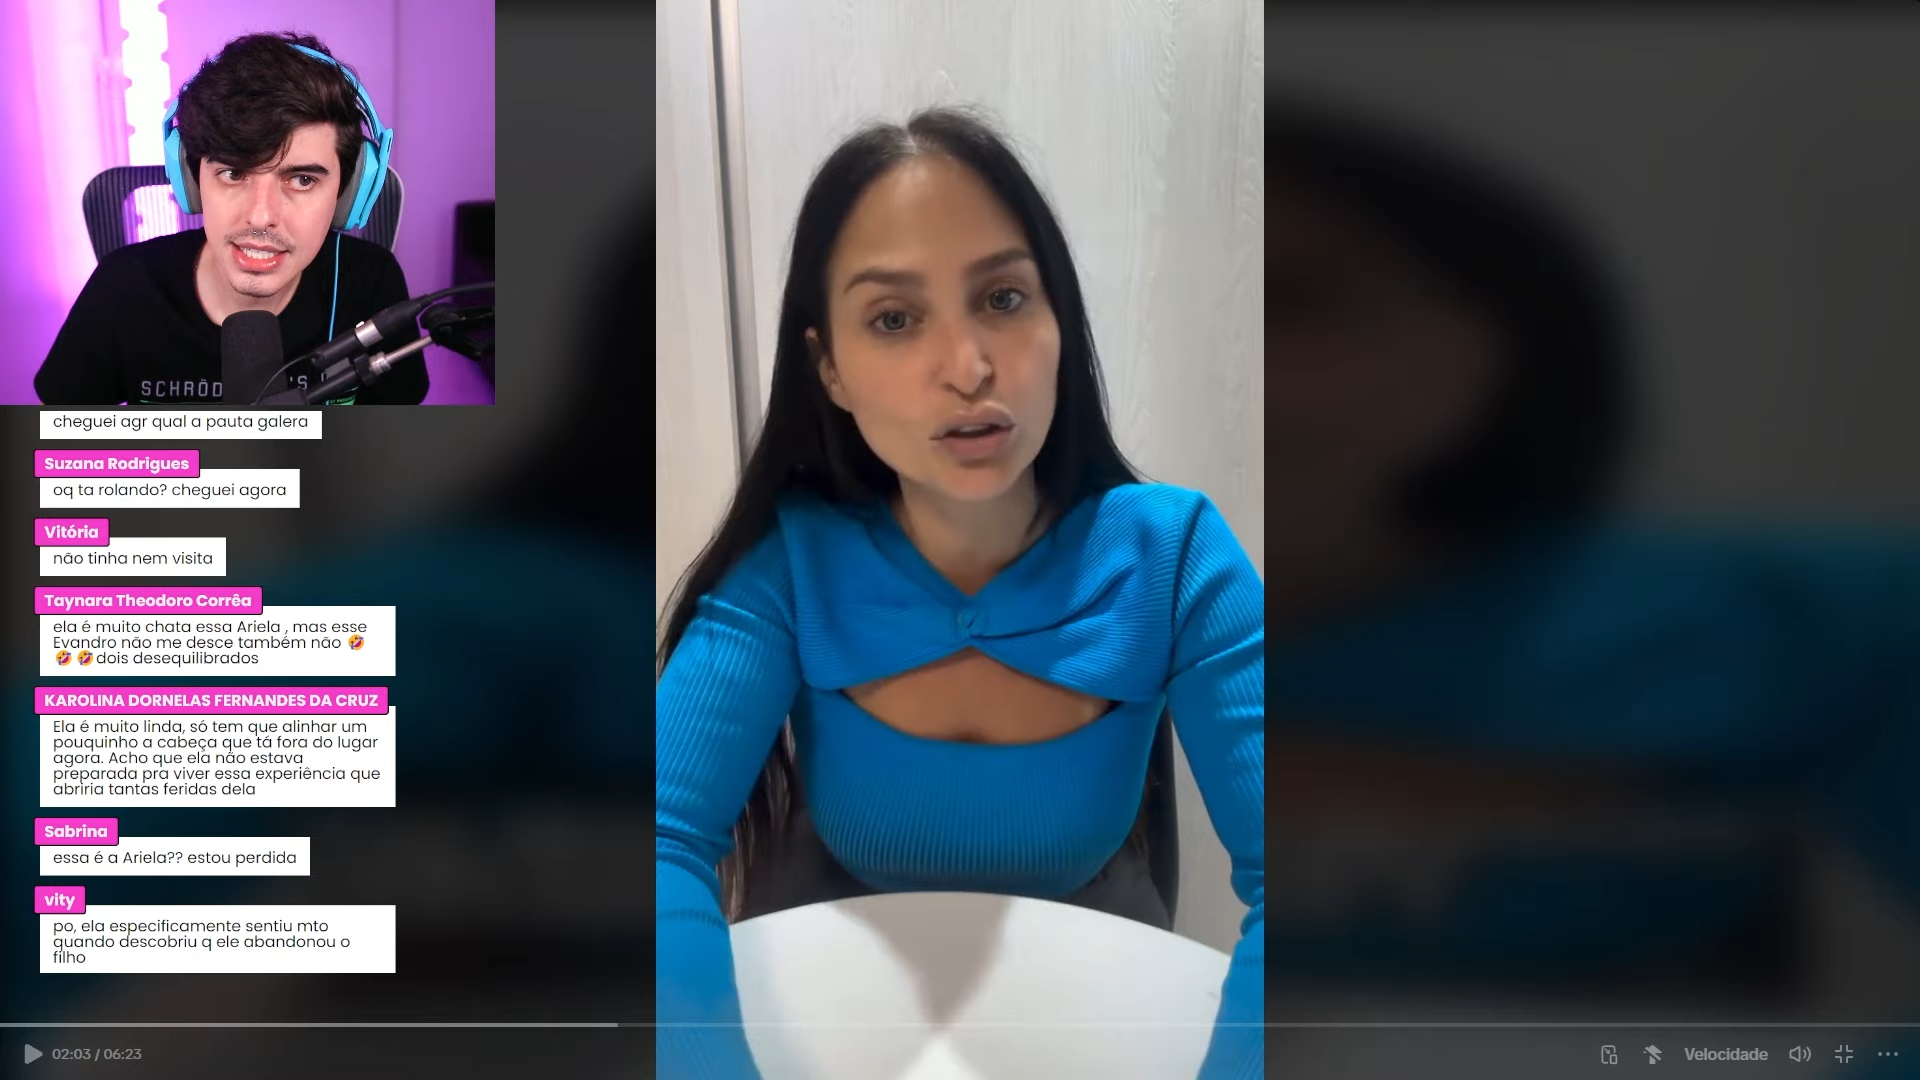 SCHRÖD 'S
cheguei agr qual a pauta galera
Suzana Rodrigues
oq ta rolando? cheguei agora
Vitória
não tinha nem visita
Taynara Theodoro Corrêa
ela é muito chata essa Ariela , mas esse
Evandro não me desce também não 🤣
🤣 🤣 dois desequilibrados
KAROLINA DORNELAS FERNANDES DA CRUZ
Ela é muito linda, só tem que alinhar um
pouquinho a cabeça que tá fora do lugar
agora. Acho que ela não estava
preparada pra viver essa experiência que
abriria tantas feridas dela
Sabrina
essa é a Ariela?? estou perdida
vity
po, ela especificamente sentiu mto
quando descobriu q ele abandonou o
filho
02:03 / 06:23
Velocidade